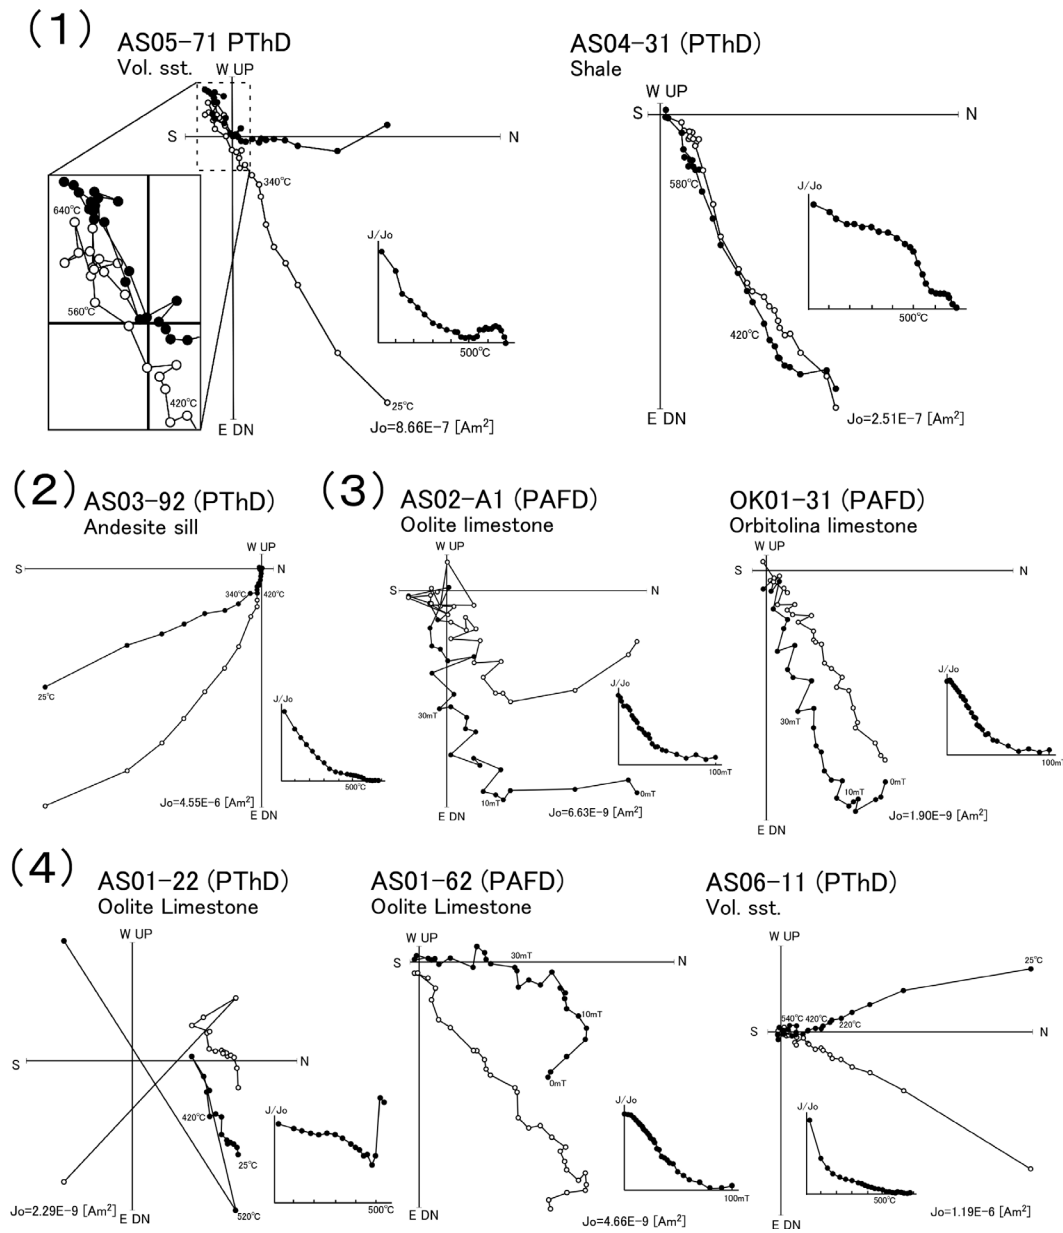 (1)
AS05-71 PThD
Vol. sst.
W UP
S
N
340°C
640°C
560°C
420°C
25°C
E DN
J/Jo
500°C
Jo=8.66E-7 [Am²]
AS04-31 (PThD)
Shale
W UP
S
N
580°C
420°C
E DN
J/Jo
500°C
Jo=2.51E-7 [Am²]
(2)
AS03-92 (PThD)
Andesite sill
W UP
S
N
340°C
420°C
25°C
J/Jo
500°C
Jo=4.55E-6 [Am²]
E DN
(3)
AS02-A1 (PAFD)
Oolite limestone
W UP
S
N
30mT
10mT
0mT
J/Jo
100mT
Jo=6.63E-9 [Am²]
E DN
OK01-31 (PAFD)
Orbitolina limestone
W UP
S
N
30mT
10mT
0mT
J/Jo
100mT
Jo=1.90E-9 [Am²]
E DN
(4)
AS01-22 (PThD)
Oolite Limestone
W UP
S
N
420°C
25°C
520°C
J/Jo
500°C
Jo=2.29E-9 [Am²]
E DN
AS01-62 (PAFD)
Oolite Limestone
W UP
S
N
30mT
10mT
0mT
J/Jo
100mT
Jo=4.66E-9 [Am²]
E DN
AS06-11 (PThD)
Vol. sst.
W UP
S
N
25°C
540°C
420°C
220°C
J/Jo
500°C
Jo=1.19E-6 [Am²]
E DN